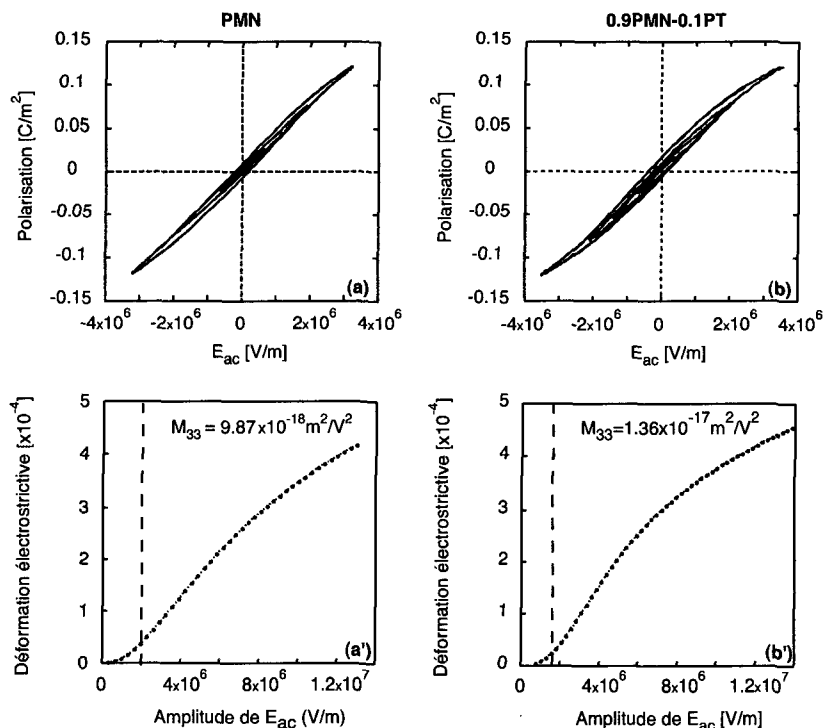 PMN
0.9PMN-0.1PT
Polarisation [C/m²]
0.15
0.1
0.05
0
-0.05
-0.1
-0.15
(a)
-4x10⁶
-2x10⁶
0
2x10⁶
4x10⁶
E_ac [V/m]
Polarisation [C/m²]
0.15
0.1
0.05
0
-0.05
-0.1
-0.15
(b)
-4x10⁶
-2x10⁶
0
2x10⁶
4x10⁶
E_ac [V/m]
Déformation électrostrictive [x10⁻⁴]
5
4
3
2
1
0
M₃₃ = 9.87x10⁻¹⁸m²/V²
(a')
0
4x10⁶
8x10⁶
1.2x10⁷
Amplitude de E_ac (V/m)
Déformation électrostrictive [x10⁻⁴]
5
4
3
2
1
0
M₃₃=1.36x10⁻¹⁷m²/V²
(b')
0
4x10⁶
8x10⁶
1.2x10⁷
Amplitude de E_ac [V/m]